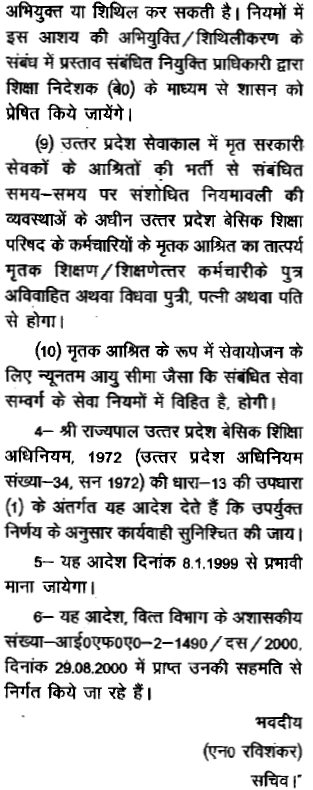 अभियुक्त या शिथिल कर सकती है। नियमों में
इस आशय की अभियुक्ति/शिथिलीकरण के
संबंध में प्रस्ताव संबंधित नियुक्ति प्राधिकारी द्वारा
शिक्षा निदेशक (बे0) के माध्यम से शासन को
प्रेषित किये जायेंगे।
(9) उत्तर प्रदेश सेवाकाल में मृत सरकारी
सेवकों के आश्रितों की भर्ती से संबंधित
समय–समय पर संशोधित नियमावली की
व्यवस्थाओं के अधीन उत्तर प्रदेश बेसिक शिक्षा
परिषद के कर्मचारियों के मृतक आश्रित का तात्पर्य
मृतक शिक्षण/शिक्षणेत्तर कर्मचारीके पुत्र
अविवाहित अथवा विधवा पुत्री, पत्नी अथवा पति
से होगा।
(10) मृतक आश्रित के रूप में सेवायोजन के
लिए न्यूनतम आयु सीमा जैसा कि संबंधित सेवा
सम्वर्ग के सेवा नियमों में विहित है, होगी।
4– श्री राज्यपाल उत्तर प्रदेश बेसिक शिक्षिा
अधिनियम, 1972 (उत्तर प्रदेश अधिनियम
संख्या–34, सन 1972) की धारा–13 की उपधारा
(1) के अंतर्गत यह आदेश देते हैं कि उपर्युक्त
निर्णय के अनुसार कार्यवाही सुनिश्चित की जाय।
5– यह आदेश दिनांक 8.1.1999 से प्रभावी
माना जायेगा।
6– यह आदेश, वित्त विभाग के अशासकीय
संख्या–आई0एफ0ए0–2–1490/दस/2000,
दिनांक 29.08.2000 में प्राप्त उनकी सहमति से
निर्गत किये जा रहे हैं।
भवदीय
(एन0 रविशंकर)
सचिव।"